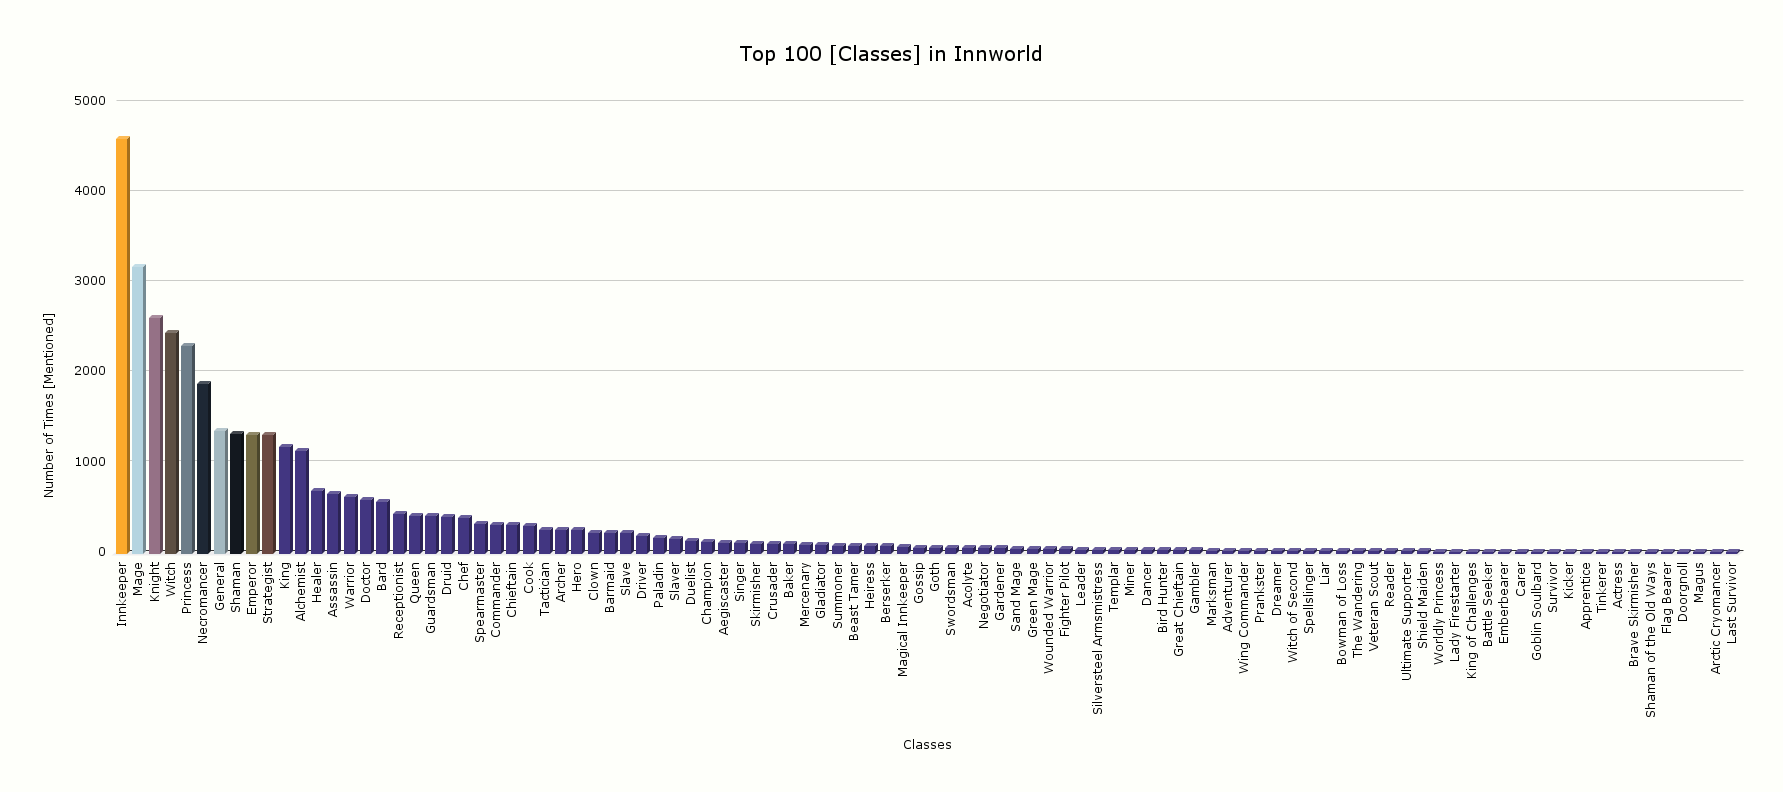 Top 100 [Classes] in Innworld
5000
4000
3000
2000
1000
0
Number of Times [Mentioned]
Innkeeper
Mage
Knight
Witch
Princess
Necromancer
General
Shaman
Emperor
Strategist
King
Alchemist
Healer
Assassin
Warrior
Doctor
Bard
Receptionist
Queen
Guardsman
Druid
Chef
Spearmaster
Commander
Chieftain
Cook
Tactician
Archer
Hero
Clown
Barmaid
Slave
Driver
Paladin
Slaver
Duelist
Champion
Aegiscaster
Singer
Skirmisher
Crusader
Baker
Mercenary
Gladiator
Summoner
Beast Tamer
Heiress
Berserker
Magical Innkeeper
Gossip
Goth
Swordsman
Acolyte
Negotiator
Gardener
Sand Mage
Green Mage
Wounded Warrior
Fighter Pilot
Leader
Silversteel Armsmistress
Templar
Miner
Dancer
Bird Hunter
Great Chieftain
Gambler
Marksman
Adventurer
Wing Commander
Prankster
Dreamer
Witch of Second
Spellslinger
Liar
Bowman of Loss
The Wandering
Veteran Scout
Reader
Ultimate Supporter
Shield Maiden
Worldly Princess
Lady Firestarter
King of Challenges
Battle Seeker
Emberbearer
Carer
Goblin Soulbard
Survivor
Kicker
Apprentice
Tinkerer
Actress
Brave Skirmisher
Shaman of the Old Ways
Flag Bearer
Doorgnoll
Magus
Arctic Cryomancer
Last Survivor
Classes